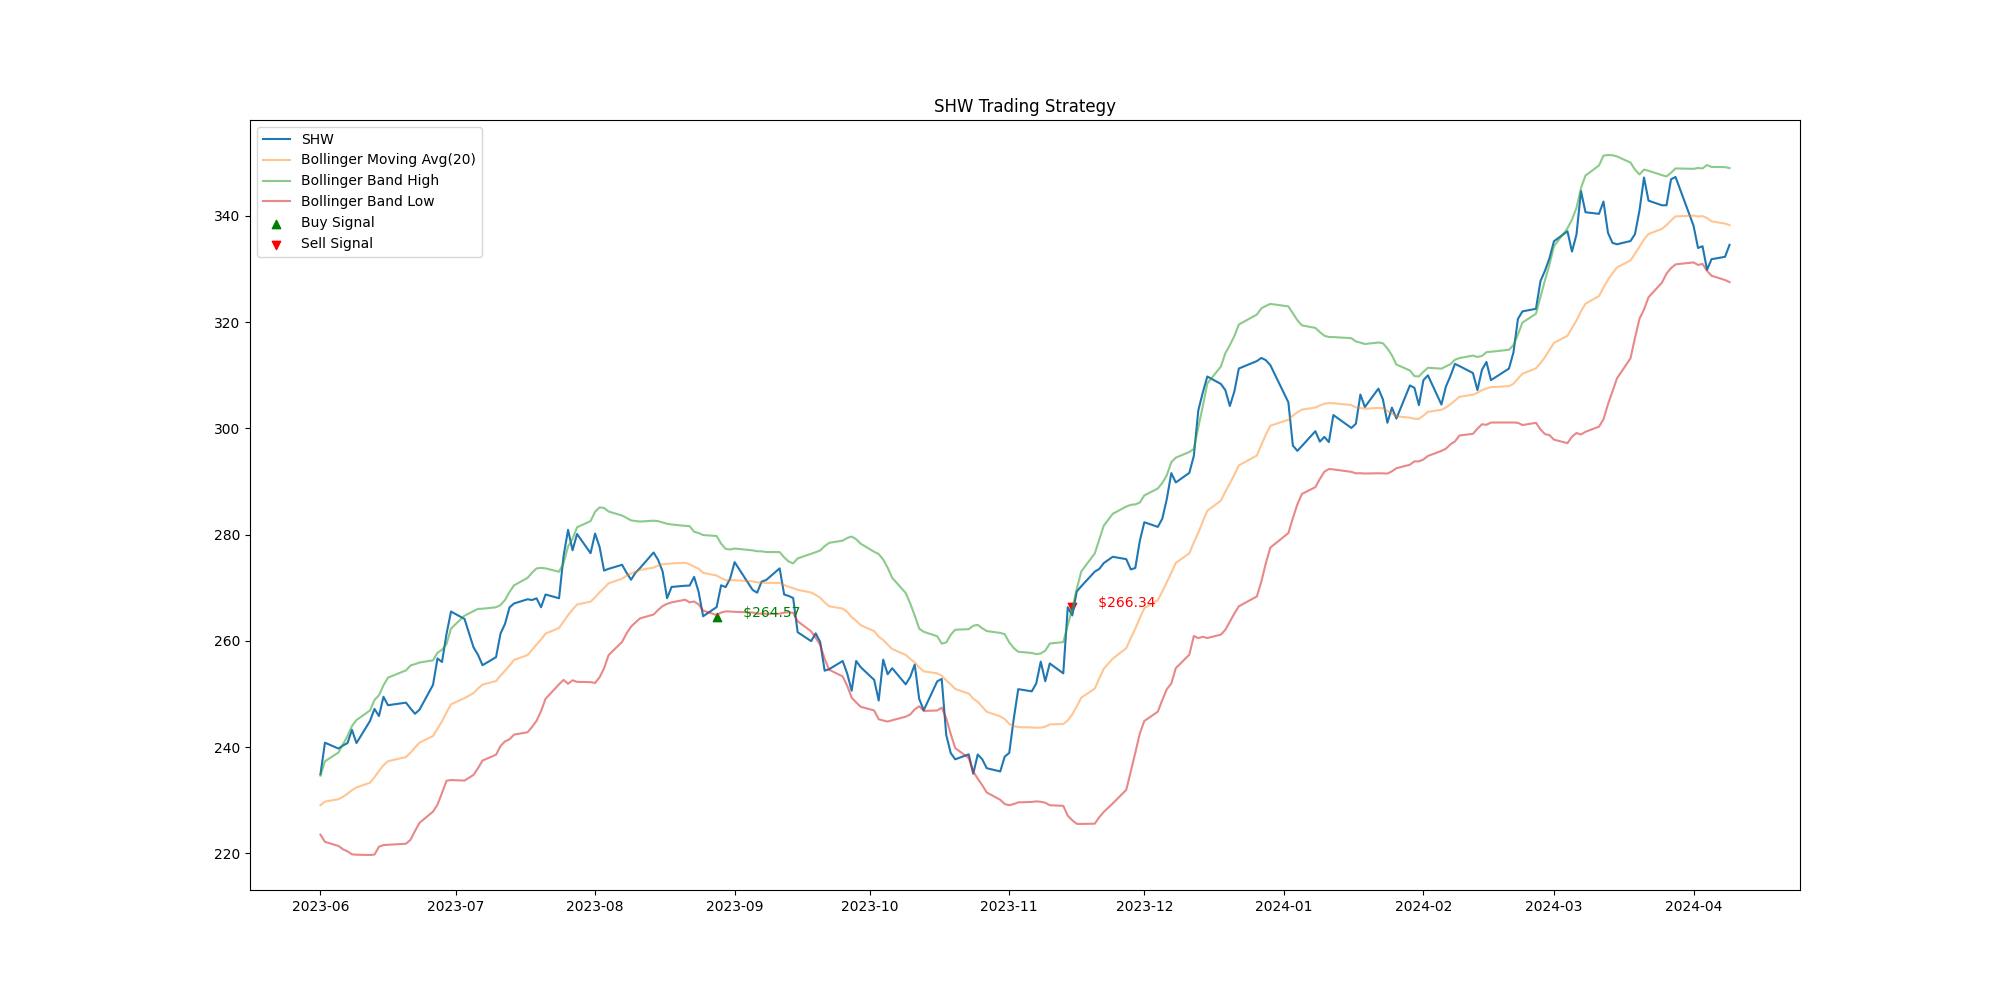 SHW Trading Strategy
SHW
Bollinger Moving Avg(20)
Bollinger Band High
Bollinger Band Low
Buy Signal
Sell Signal
340
320
300
280
260
240
220
$264.57
$266.34
2023-06 2023-07 2023-08 2023-09 2023-10 2023-11 2023-12 2024-01 2024-02 2024-03 2024-04